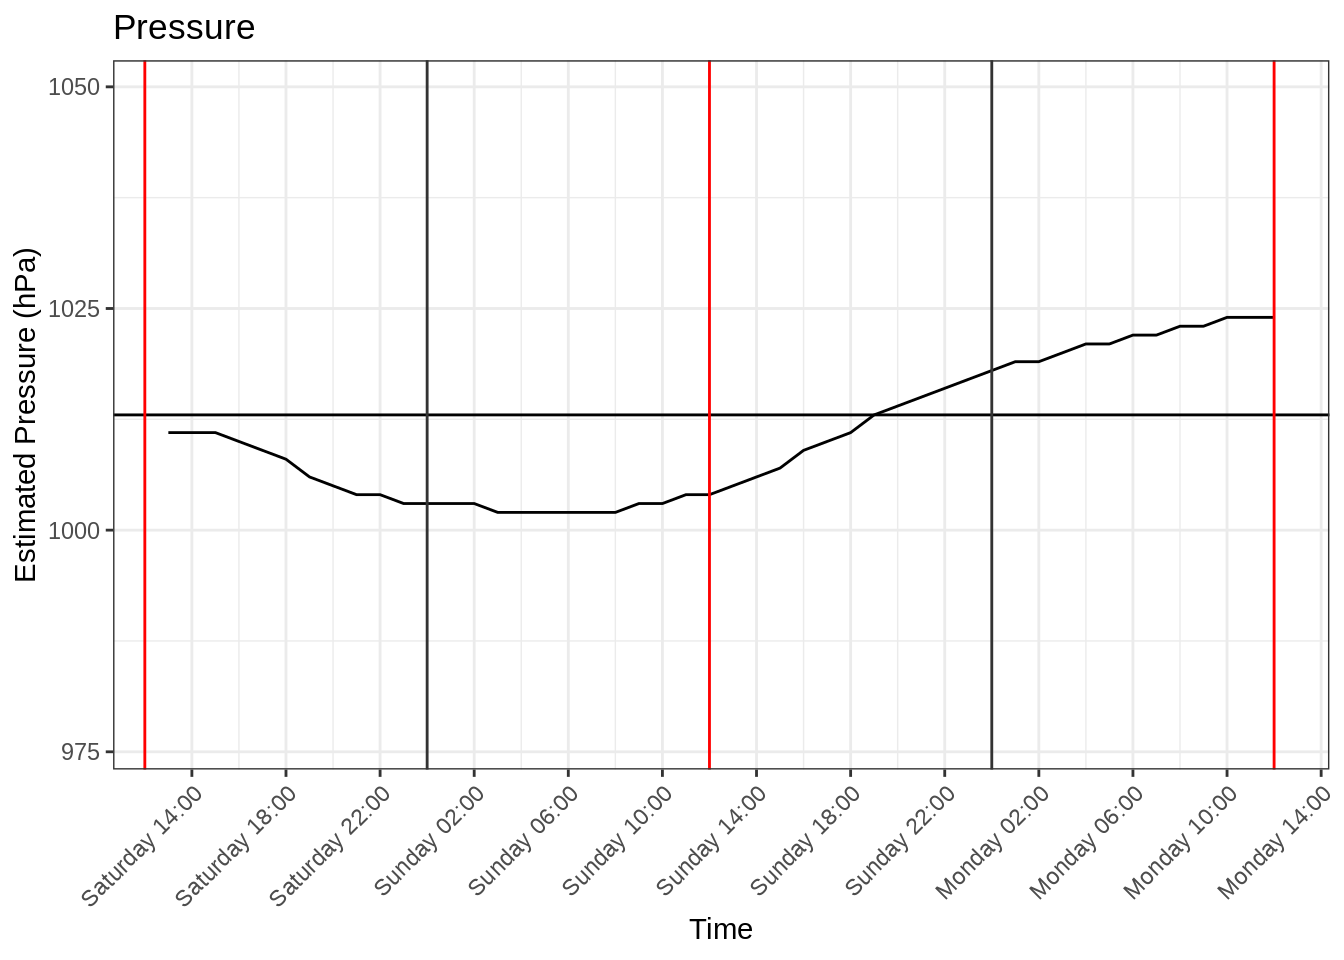 Pressure
Estimated Pressure (hPa)
1050
1025
1000
975
Saturday 14:00
Saturday 18:00
Saturday 22:00
Sunday 02:00
Sunday 06:00
Sunday 10:00
Sunday 14:00
Sunday 18:00
Sunday 22:00
Monday 02:00
Monday 06:00
Monday 10:00
Monday 14:00
Time